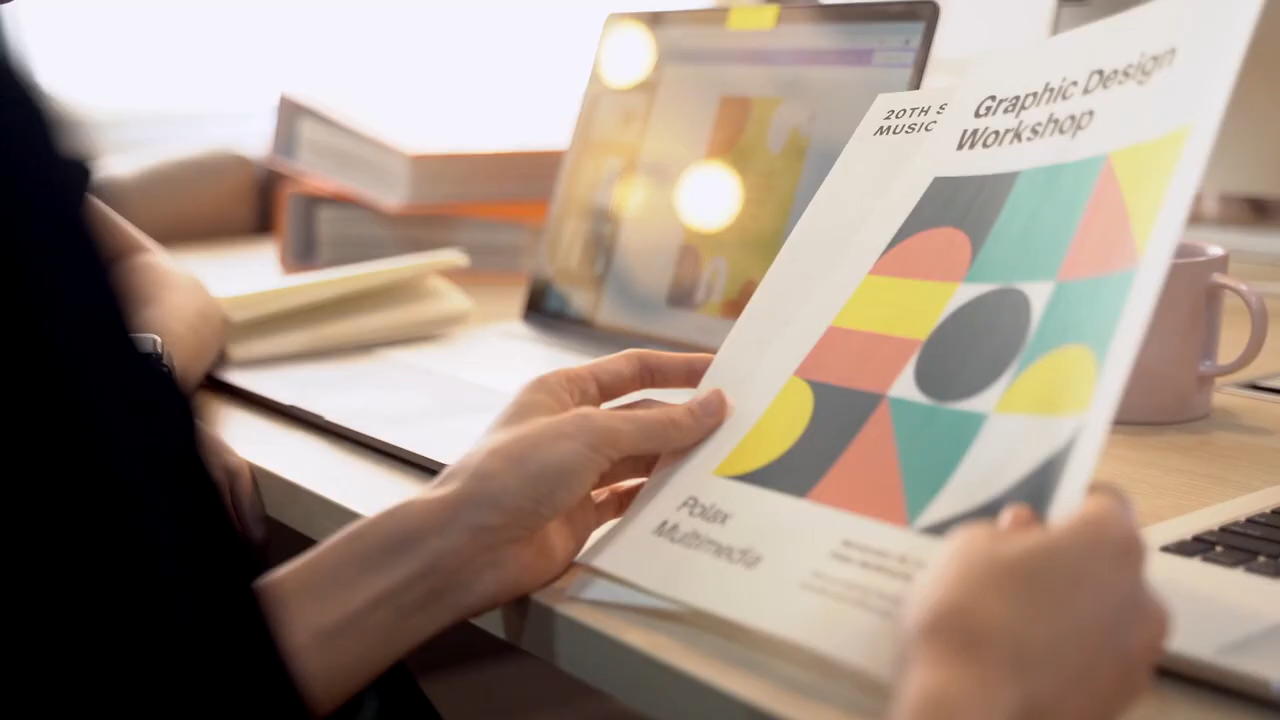 20TH S
MUSIC
Graphic Design
Workshop
Polax
Multimedia